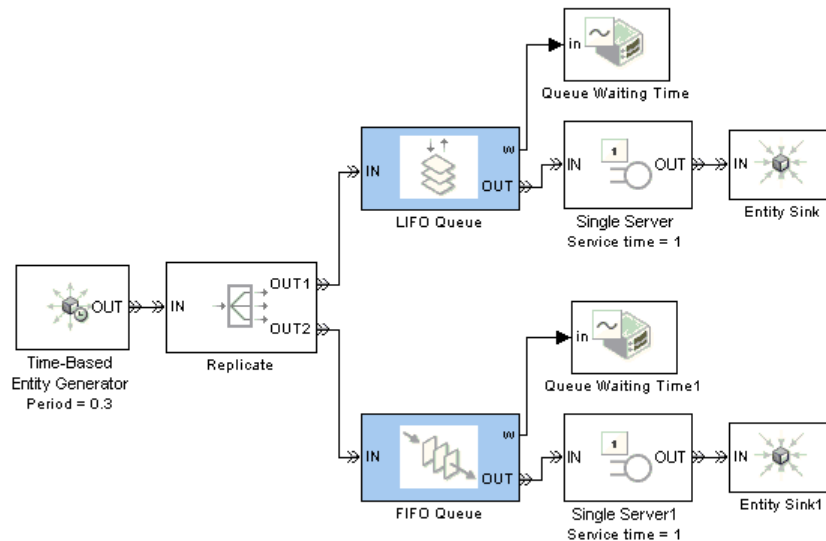 in
Queue Waiting Time
IN
w
OUT
LIFO Queue
IN
1
OUT
Single Server
Service time = 1
IN
Entity Sink
OUT
Time-Based
Entity Generator
Period = 0.3
IN
OUT1
OUT2
Replicate
in
Queue Waiting Time1
IN
w
OUT
FIFO Queue
IN
1
OUT
Single Server1
Service time = 1
IN
Entity Sink1